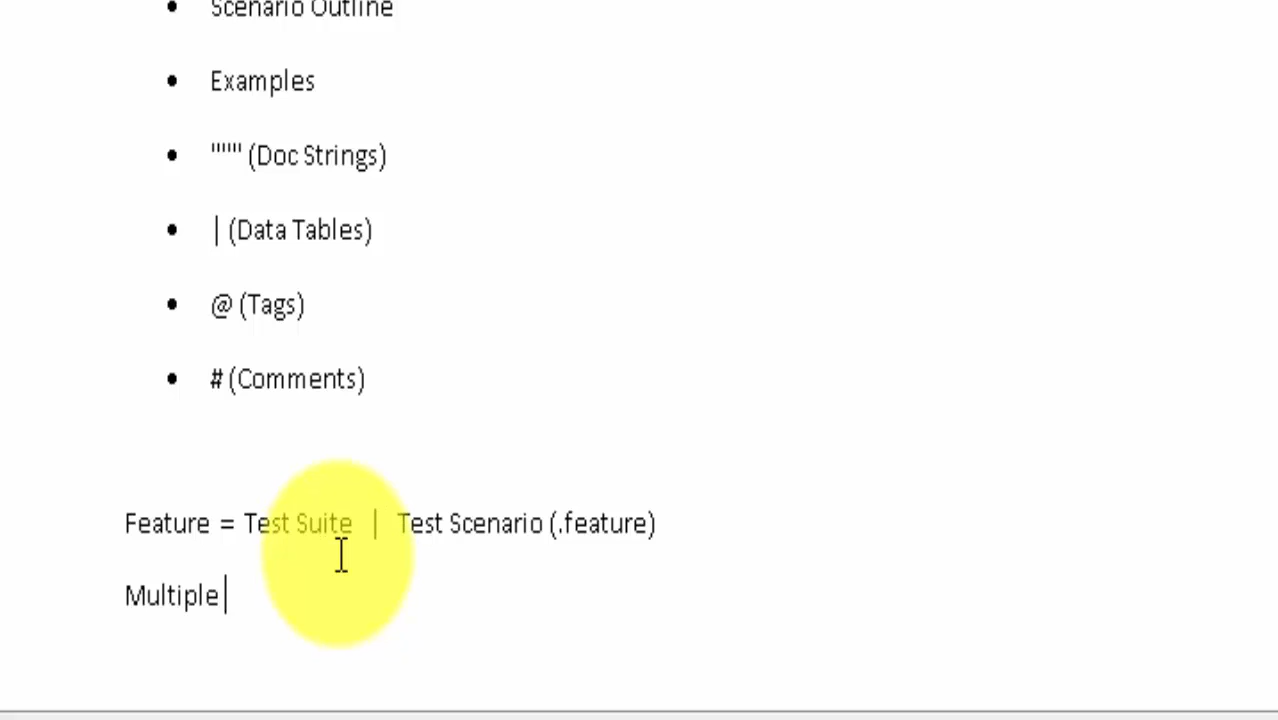 • Scenario Outline
• Examples
• """ (Doc Strings)
• | (Data Tables)
• @ (Tags)
• # (Comments)
Feature = Test Suite | Test Scenario (.feature)
Multiple